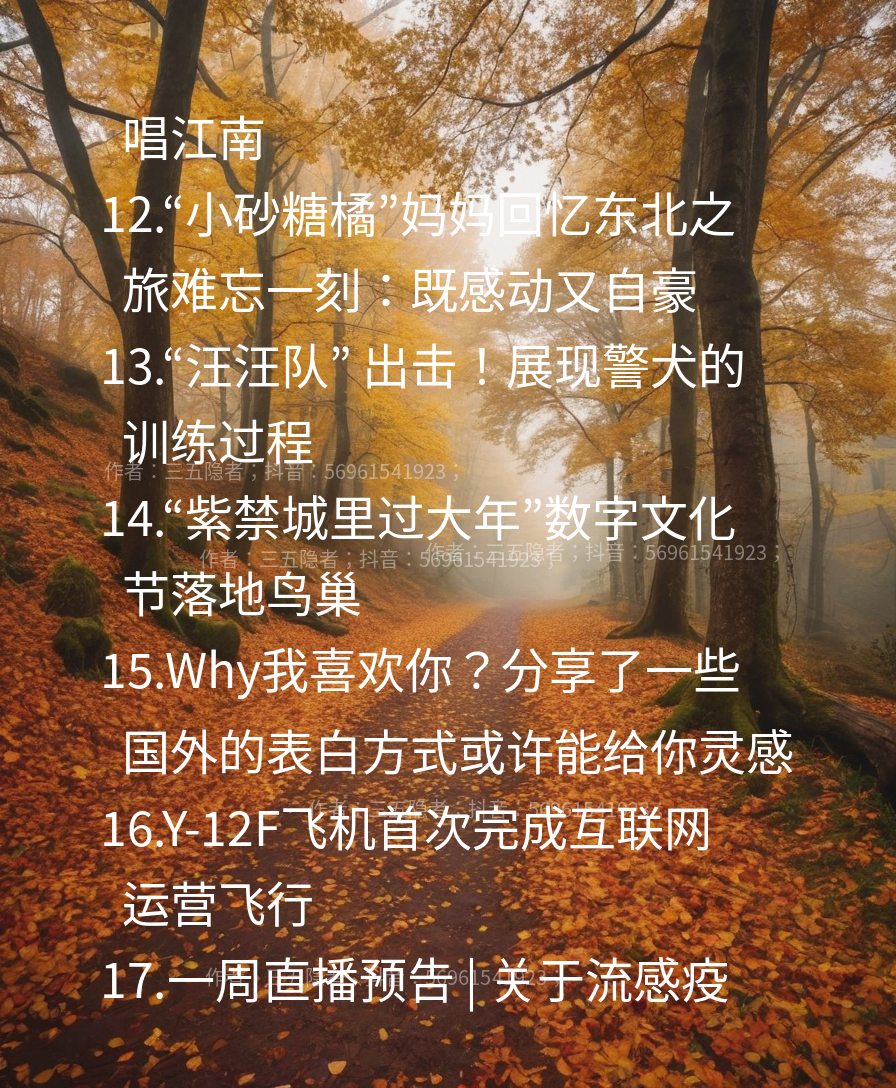 唱江南
12.“小砂糖橘”妈妈回忆东北之
旅难忘一刻：既感动又自豪
13.“汪汪队” 出击！展现警犬的
训练过程
作者：三五隐者；抖音：56961541923；
14.“紫禁城里过大年”数字文化
作者：三五隐者；抖音：56961541923；
作者：三五隐者；抖音：56961541923；
节落地鸟巢
15.Why我喜欢你？分享了一些
国外的表白方式或许能给你灵感
作者：三五隐者；抖音：56961541923；
16.Y-12F飞机首次完成互联网
运营飞行
17.一周直播预告 | 关于流感疫
作者：三五隐者；抖音：56961541923；